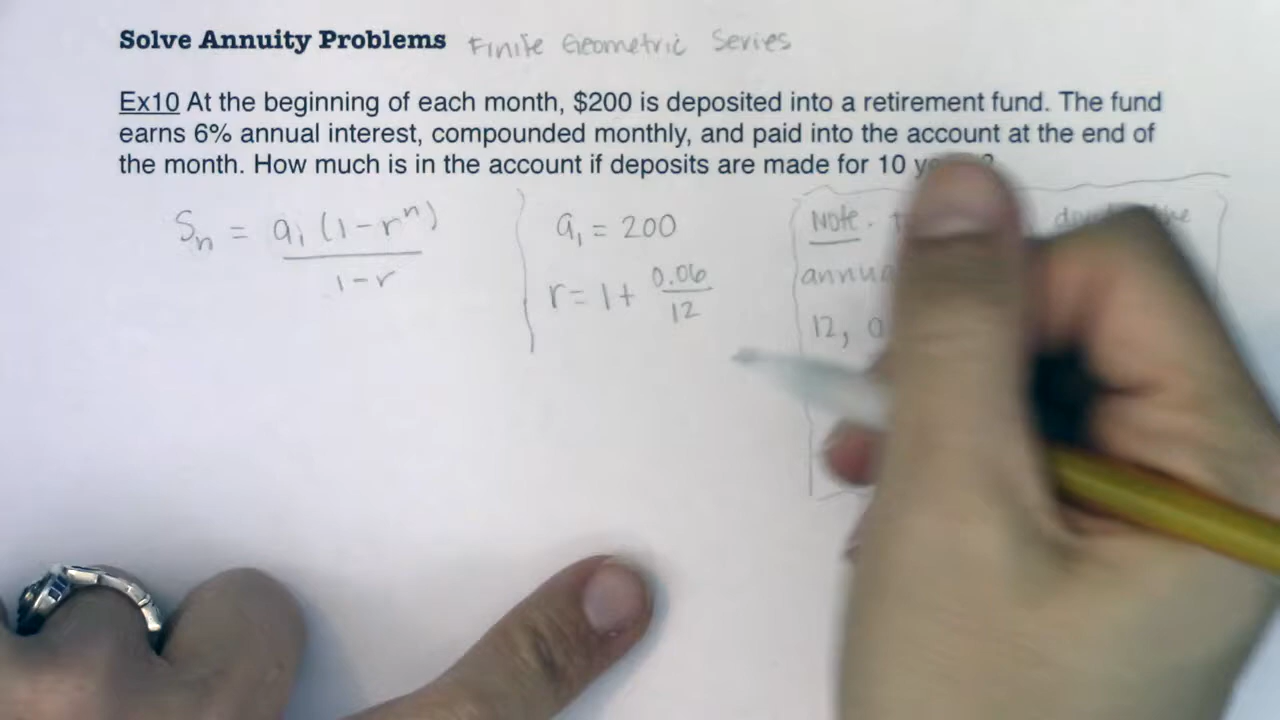 Solve Annuity Problems Finite Geometric Series
Ex10 At the beginning of each month, $200 is deposited into a retirement fund. The fund
earns 6% annual interest, compounded monthly, and paid into the account at the end of
the month. How much is in the account if deposits are made for 10
Sₙ = a₁ (1-rⁿ) / 1-r
a₁ = 200
r = 1 + 0.06 / 12
Note.
12,